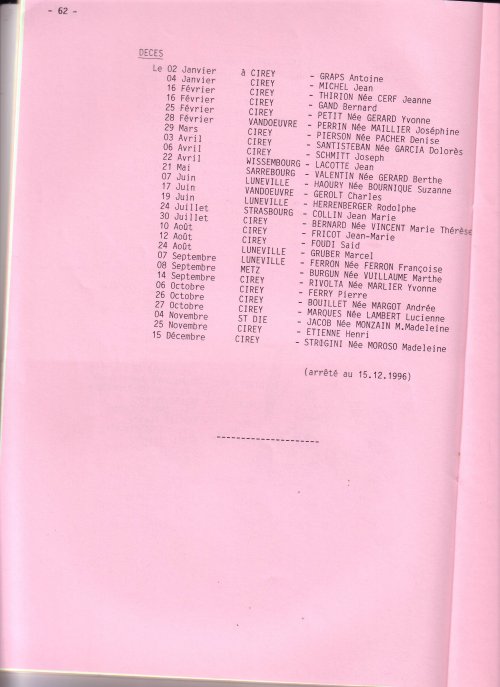 - 62 -
DECES
Le 02 Janvier à CIREY - GRAPS Antoine
04 Janvier CIREY - MICHEL Jean
16 Février CIREY - THIRION Née CERF Jeanne
16 Février CIREY - GAND Bernard
25 Février CIREY - PETIT Née GERARD Yvonne
28 Février VANDOEUVRE - PERRIN Née MAILLIER Joséphine
29 Mars CIREY - PIERSON Née PACHER Denise
03 Avril CIREY - SANTISTEBAN Née GARCIA Dolorès
06 Avril CIREY - SCHMITT Joseph
22 Avril WISSEMBOURG - LACOTTE Jean
21 Mai SARREBOURG - VALENTIN Née GERARD Berthe
07 Juin LUNEVILLE - HAOURY Née BOURNIQUE Suzanne
17 Juin VANDOEUVRE - GEROLT Charles
19 Juin LUNEVILLE - HERRENBERGER Rodolphe
24 Juillet STRASBOURG - COLLIN Jean Marie
30 Juillet CIREY - BERNARD Née VINCENT Marie Thérèse
10 Août CIREY - FRICOT Jean-Marie
12 Août CIREY - FOUDI Said
24 Août LUNEVILLE - GRUBER Marcel
07 Septembre LUNEVILLE - FERRON Née FERRON Françoise
08 Septembre METZ - BURGUN Née VUILLAUME Marthe
14 Septembre CIREY - RIVOLTA Née MARLIER Yvonne
06 Octobre CIREY - FERRY Pierre
26 Octobre CIREY - BOUILLET Née MARGOT Andrée
27 Octobre CIREY - MARQUES Née LAMBERT Lucienne
04 Novembre ST DIE - JACOB Née MONZAIN M.Madeleine
25 Novembre CIREY - ETIENNE Henri
15 Décembre CIREY - STRIGINI Née MOROSO Madeleine
(arrêté au 15.12.1996)